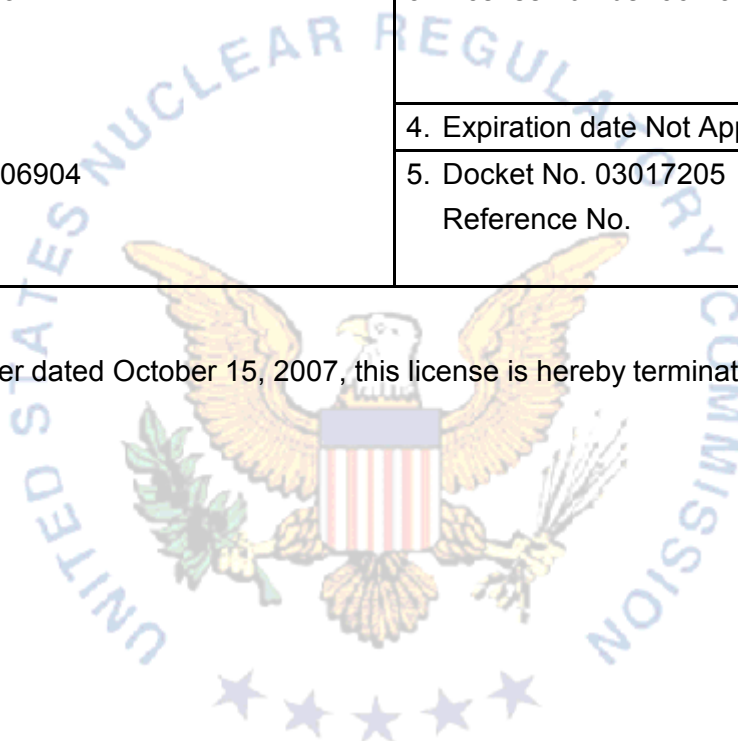 4. Expiration date Not App
06904
5. Docket No. 03017205
Reference No.
er dated October 15, 2007, this license is hereby terminat
UNITED STATES NUCLEAR REGULATORY COMMISSION